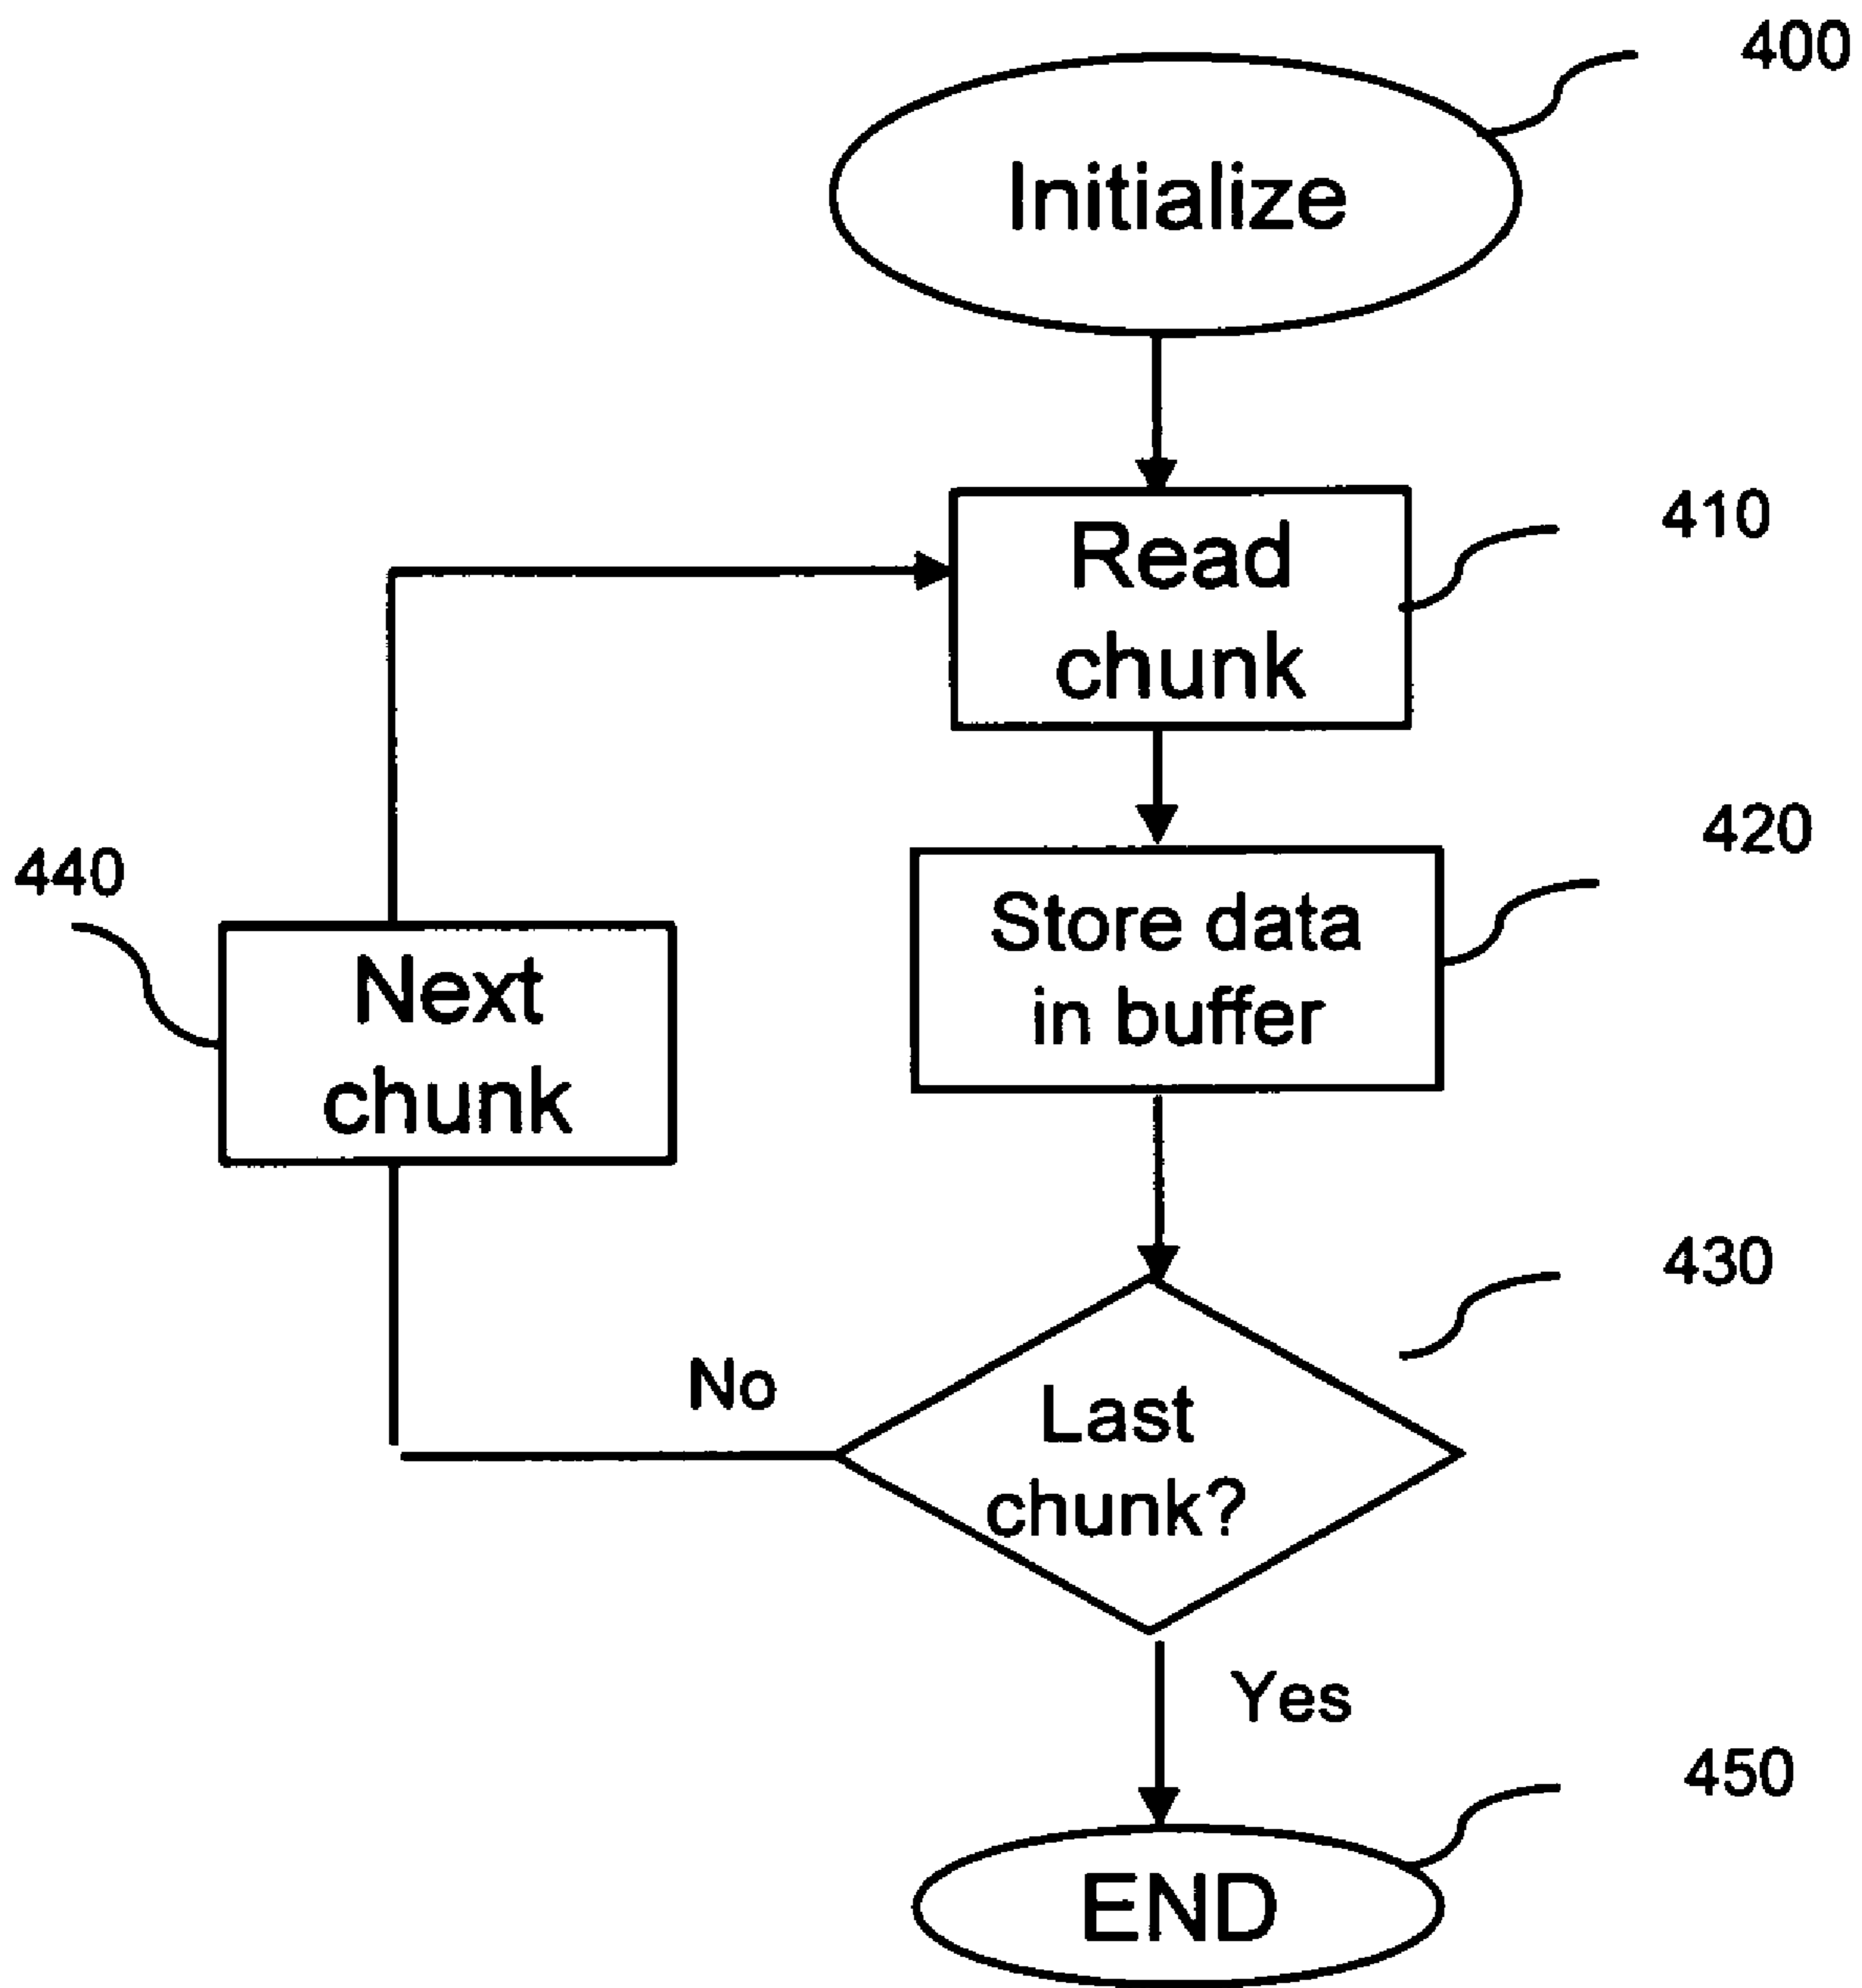 400
Initialize
410
Read
chunk
420
440
Store data
in buffer
Next
chunk
430
No
Last
chunk?
Yes
450
END